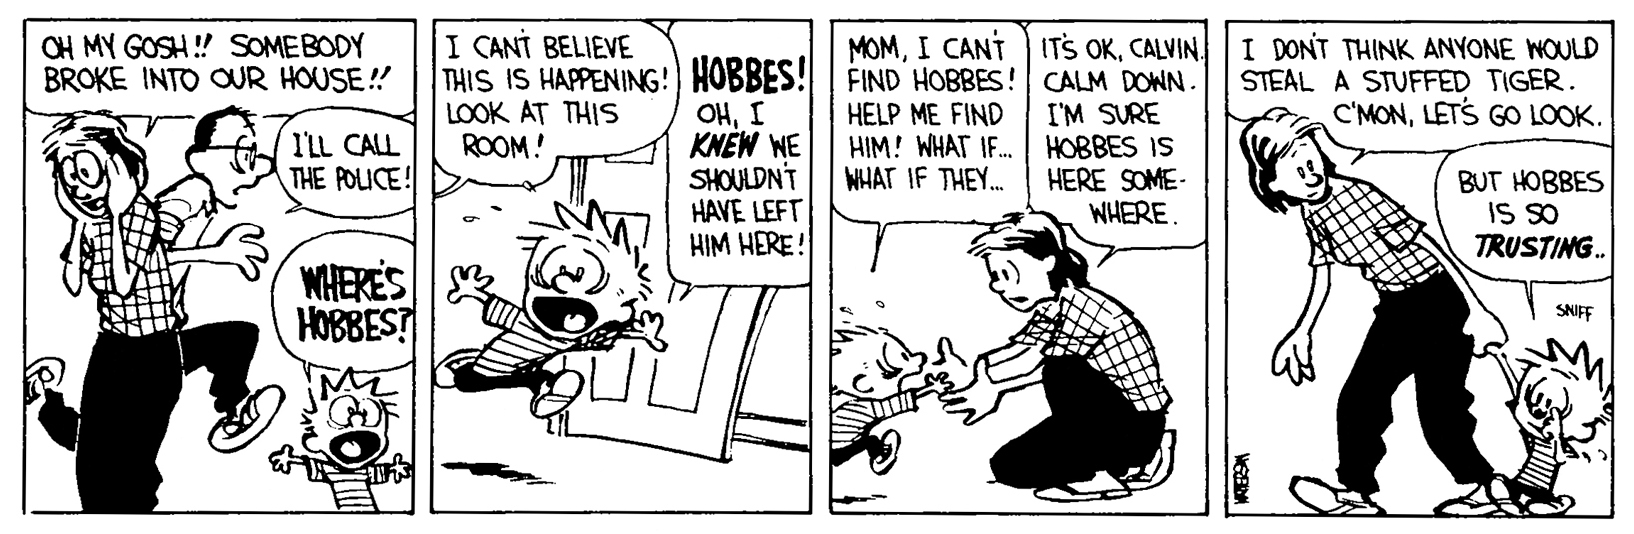 OH MY GOSH!! SOMEBODY
BROKE INTO OUR HOUSE!!
I'LL CALL
THE POLICE!
WHERE'S
HOBBES?
I CAN'T BELIEVE
THIS IS HAPPENING!
LOOK AT THIS
ROOM!
HOBBES!
OH, I
KNEW WE
SHOULDN'T
HAVE LEFT
HIM HERE!
MOM, I CAN'T
FIND HOBBES!
HELP ME FIND
HIM! WHAT IF...
WHAT IF THEY...
IT'S OK, CALVIN.
CALM DOWN.
I'M SURE
HOBBES IS
HERE SOME-
WHERE.
I DON'T THINK ANYONE WOULD
STEAL A STUFFED TIGER.
C'MON, LET'S GO LOOK.
BUT HOBBES
IS SO
TRUSTING..
SNIFF
WATTERSON